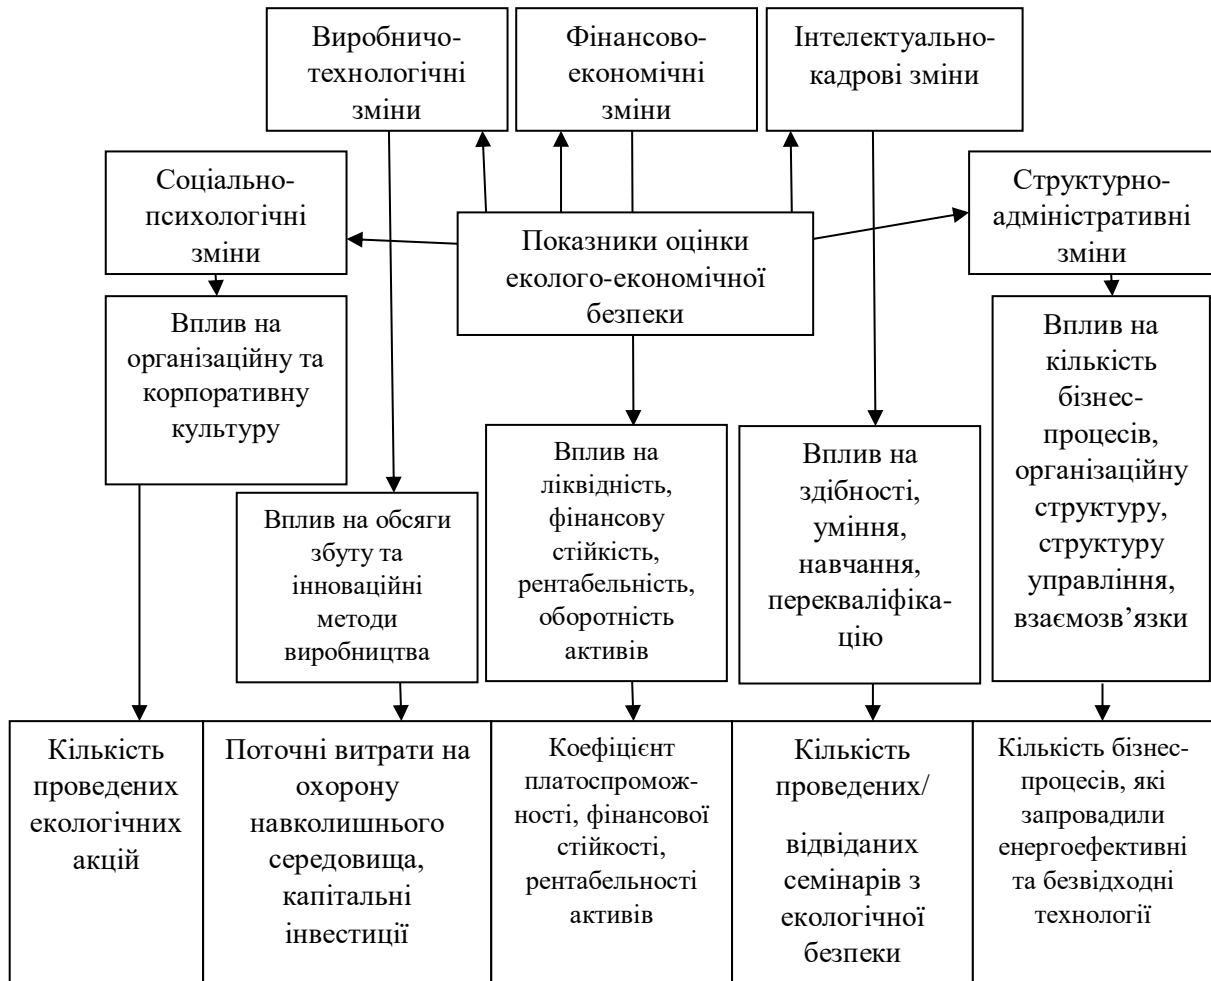 Виробничо-
технологічні
зміни
Фінансово-
економічні
зміни
Інтелектуально-
кадрові зміни
Соціально-
психологічні
зміни
Показники оцінки
еколого-економічної
безпеки
Структурно-
адміністративні
зміни
Вплив на
організаційну та
корпоративну
культуру
Вплив на обсяги
збуту та
інноваційні
методи
виробництва
Вплив на
ліквідність,
фінансову
стійкість,
рентабельність,
оборотність
активів
Вплив на
здібності,
уміння,
навчання,
перекваліфіка-
цію
Вплив на
кількість
бізнес-
процесів,
організаційну
структуру,
структуру
управління,
взаємозв’язки
Кількість
проведених
екологічних
акцій
Поточні витрати на
охорону
навколишнього
середовища,
капітальні
інвестиції
Коефіцієнт
платоспромож-
ності, фінансової
стійкості,
рентабельності
активів
Кількість
проведених/
відвіданих
семінарів з
екологічної
безпеки
Кількість бізнес-
процесів, які
запровадили
енергоефективні
та безвідходні
технології